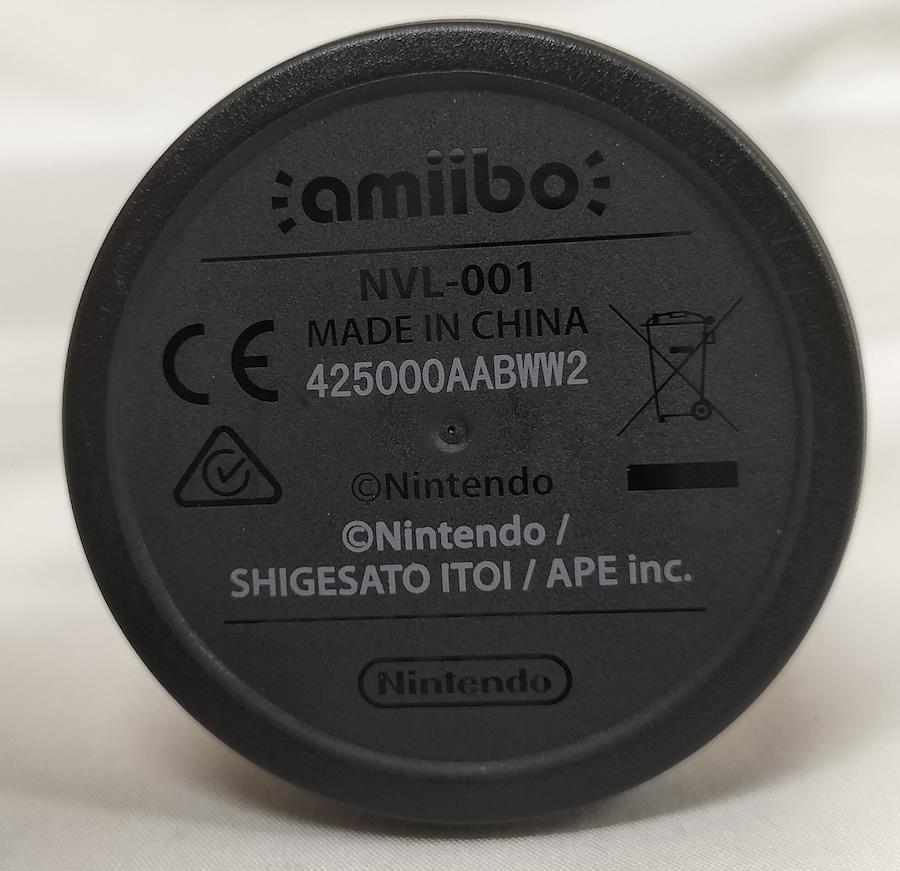 amiibo
NVL-001
MADE IN CHINA
425000AABWW2
CE
©Nintendo
©Nintendo /
SHIGESATO ITOI / APE inc.
Nintendo